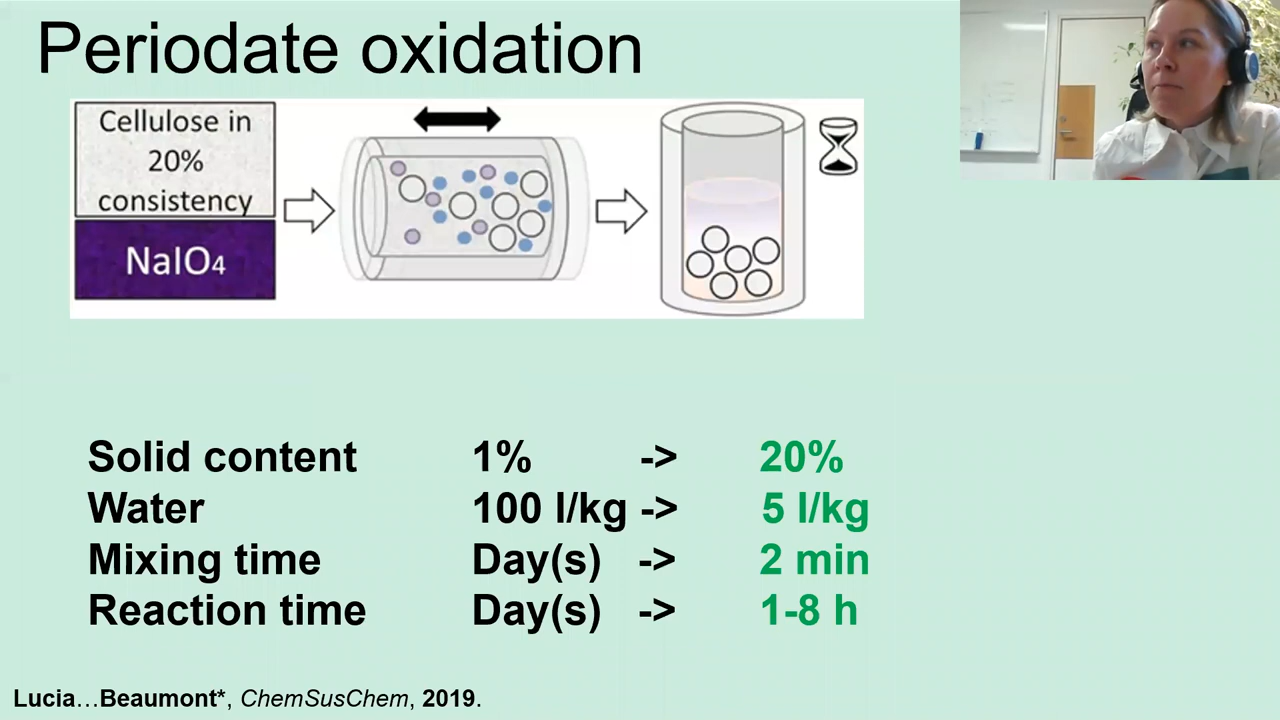 Periodate oxidation
Cellulose in
20%
consistency
NaIO4
Solid content 1% -> 20%
Water 100 l/kg -> 5 l/kg
Mixing time Day(s) -> 2 min
Reaction time Day(s) -> 1-8 h
Lucia…Beaumont*, ChemSusChem, 2019.